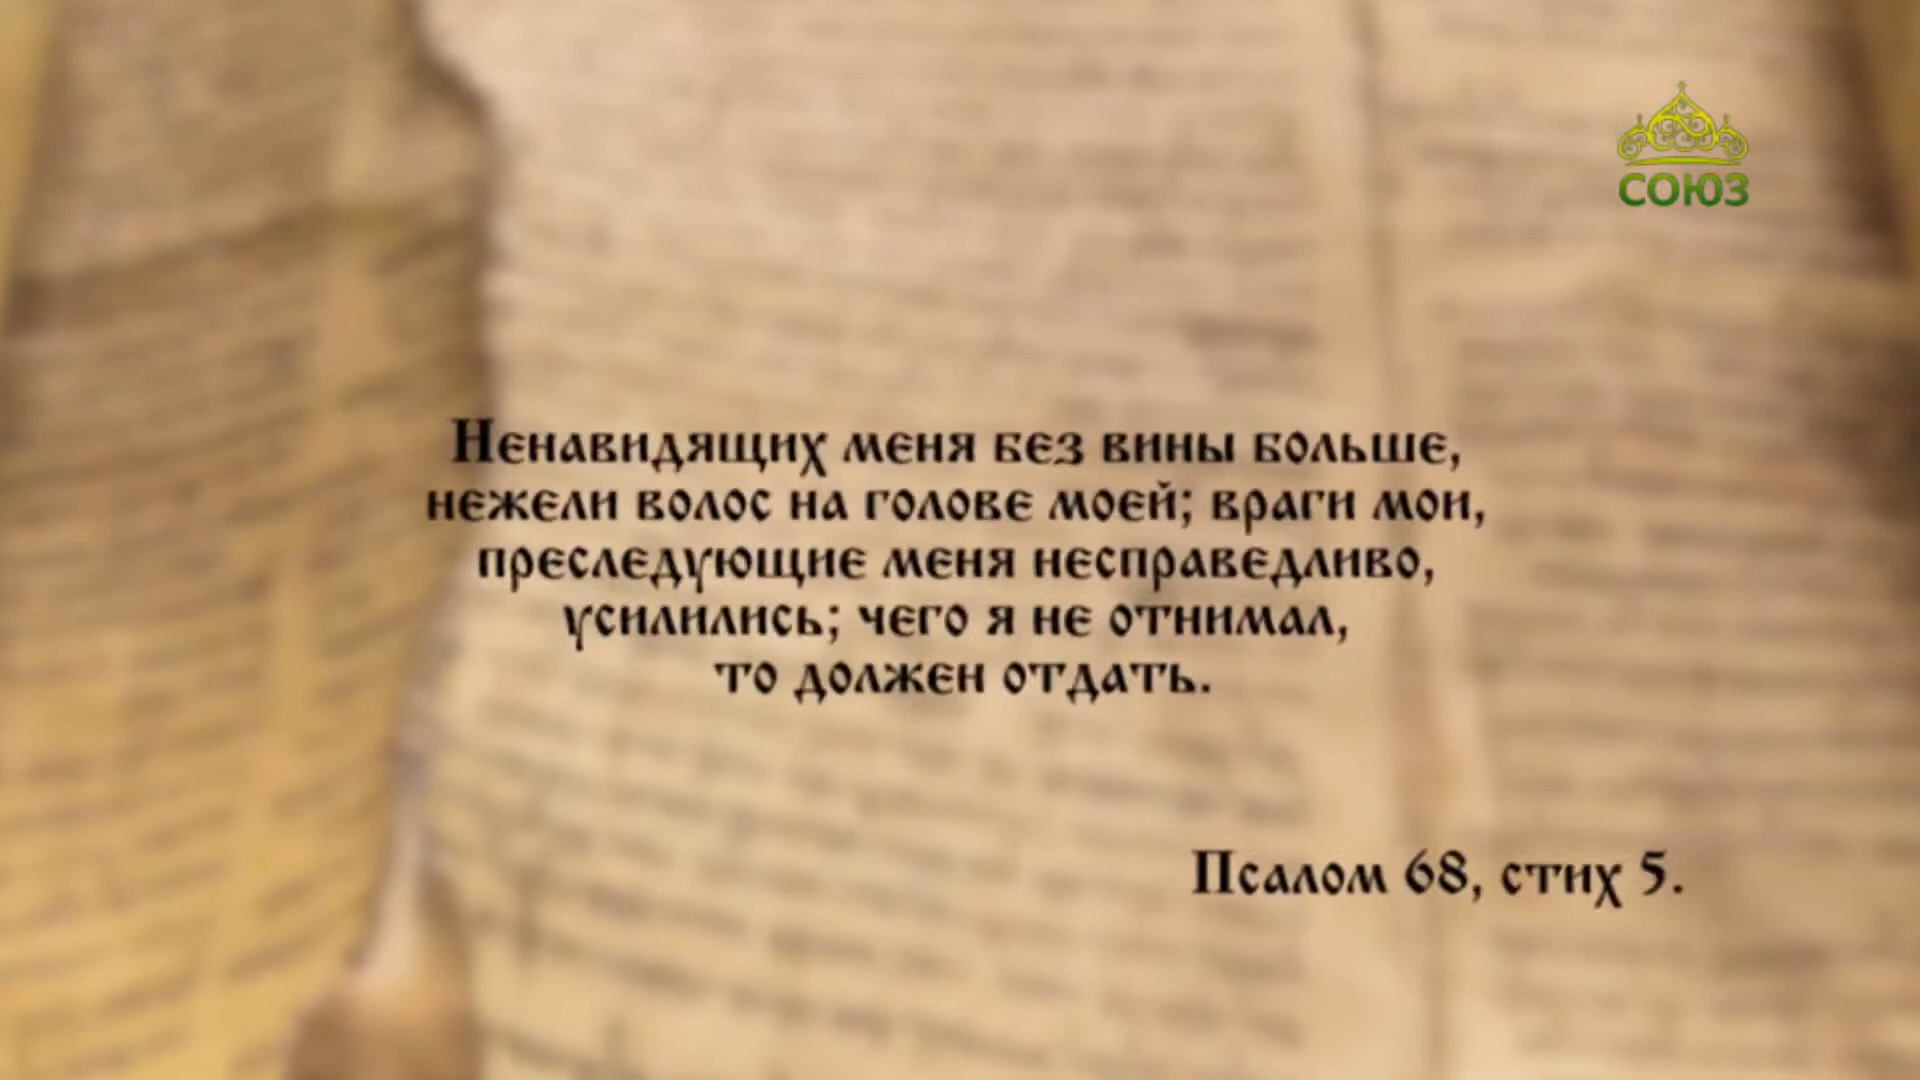 СОЮЗ
Ненавидящих меня без вины больше,
нежели волос на голове моей; враги мои,
преследующие меня несправедливо,
усилились; чего я не отнимал,
то должен отдать.
Псалом 68, стих 5.